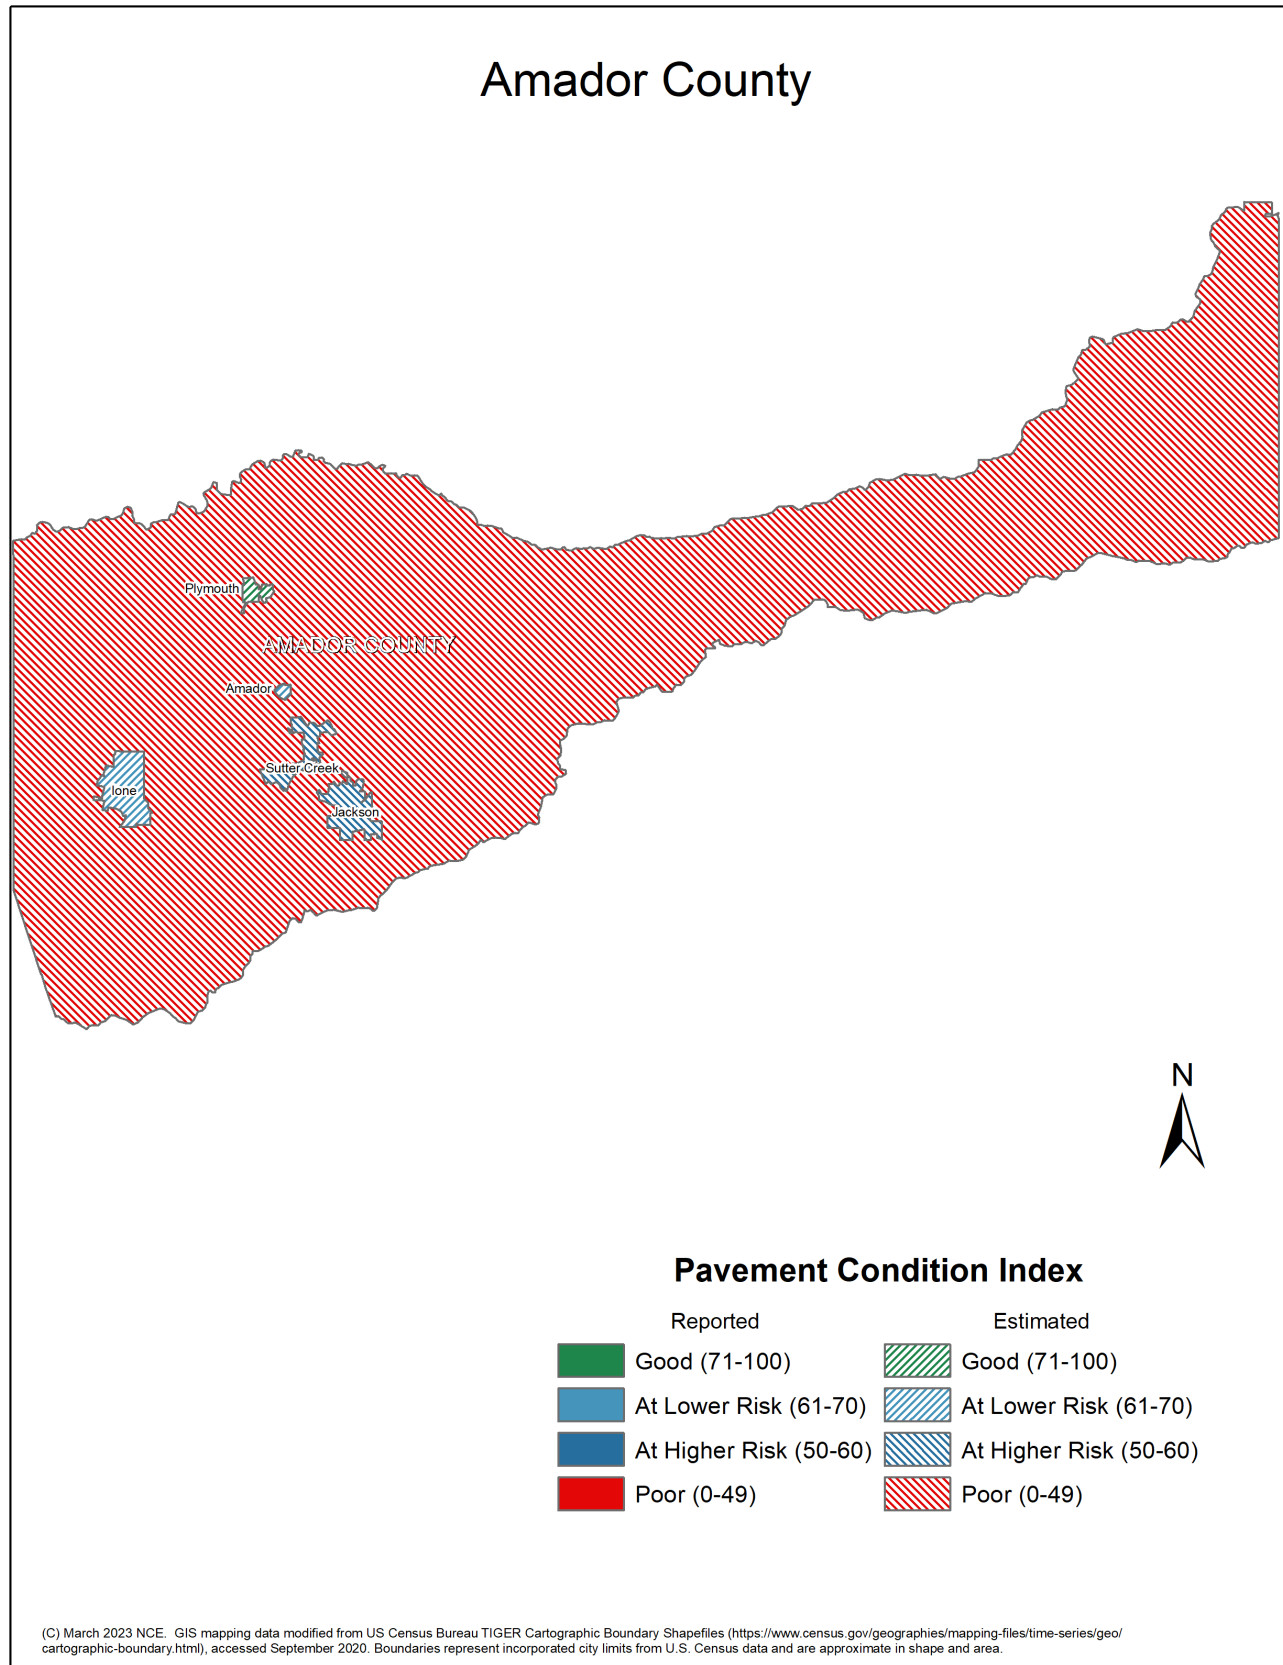 Amador County
Plymouth
AMADOR COUNTY
Amador
Sutter Creek
Ione
Jackson
N
Pavement Condition Index
Reported
Estimated
Good (71-100)
Good (71-100)
At Lower Risk (61-70)
At Lower Risk (61-70)
At Higher Risk (50-60)
At Higher Risk (50-60)
Poor (0-49)
Poor (0-49)
(C) March 2023 NCE.  GIS mapping data modified from US Census Bureau TIGER Cartographic Boundary Shapefiles (https://www.census.gov/geographies/mapping-files/time-series/geo/
cartographic-boundary.html), accessed September 2020. Boundaries represent incorporated city limits from U.S. Census data and are approximate in shape and area.